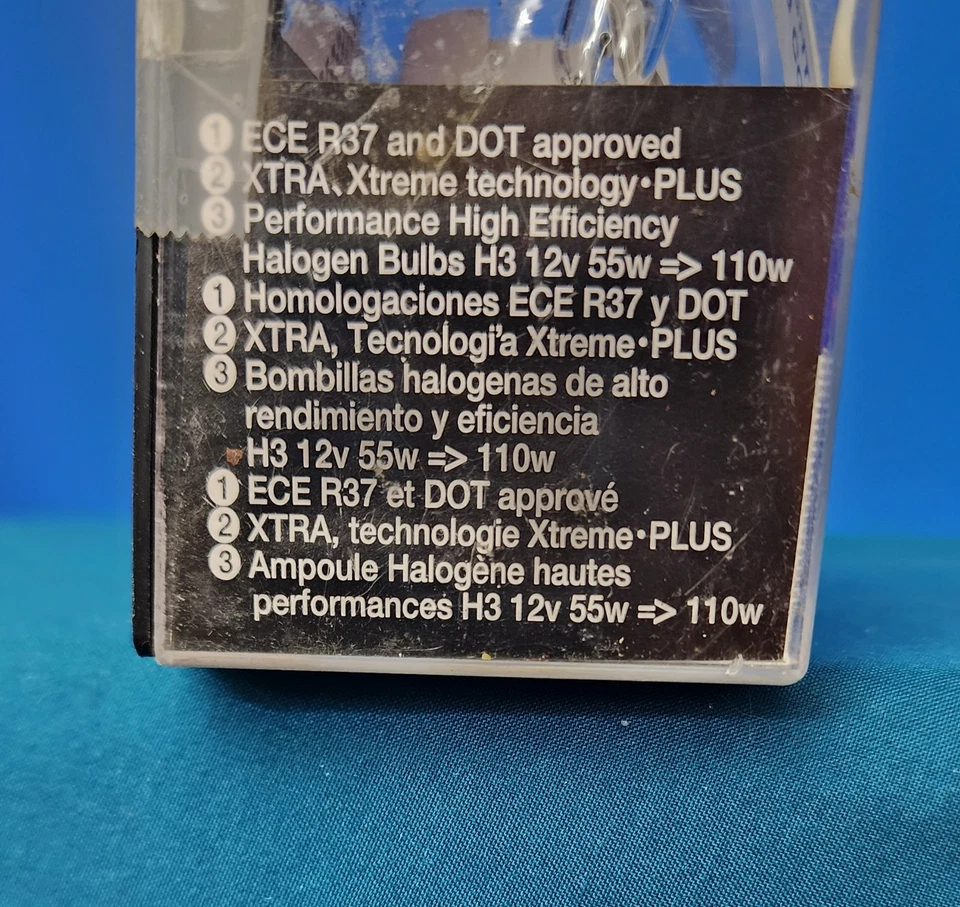 1 ECE R37 and DOT approved
2 XTRA, Xtreme technology•PLUS
3 Performance High Efficiency
Halogen Bulbs H3 12v 55w => 110w
1 Homologaciones ECE R37 y DOT
2 XTRA, Tecnologi'a Xtreme•PLUS
3 Bombillas halogenas de alto
rendimiento y eficiencia
H3 12v 55w => 110w
1 ECE R37 et DOT apprové
2 XTRA, technologie Xtreme•PLUS
3 Ampoule Halogène hautes
performances H3 12v 55w => 110w